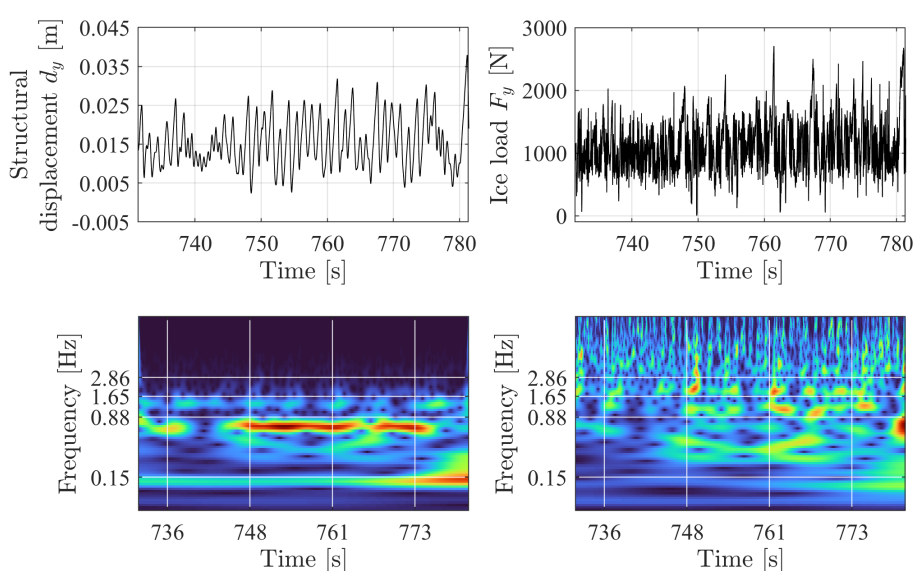 Structural
displacement d_y [m]
0.045
0.035
0.025
0.015
0.005
-0.005
740 750 760 770 780
Time [s]
Ice load F_y [N]
3000
2000
1000
0
740 750 760 770 780
Time [s]
Frequency [Hz]
2.86
1.65
0.88
0.15
736 748 761 773
Time [s]
Frequency [Hz]
2.86
1.65
0.88
0.15
736 748 761 773
Time [s]